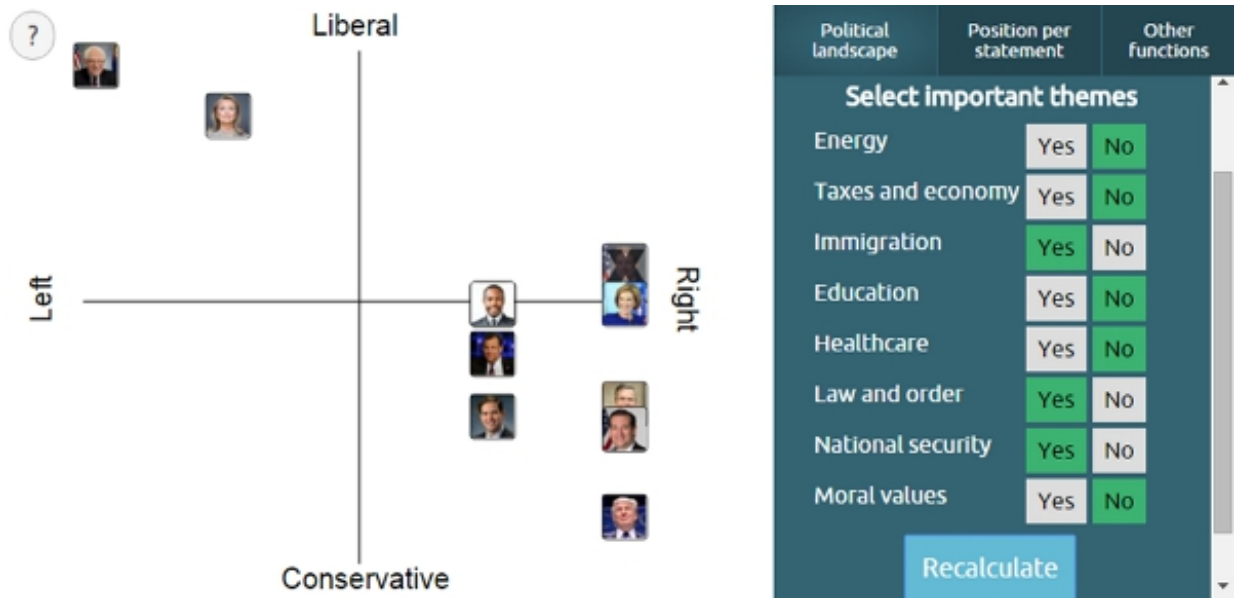 ?
Liberal
Left
Right
Conservative
Political
landscape
Position per
statement
Other
functions
Select important themes
Energy Yes No
Taxes and economy Yes No
Immigration Yes No
Education Yes No
Healthcare Yes No
Law and order Yes No
National security Yes No
Moral values Yes No
Recalculate